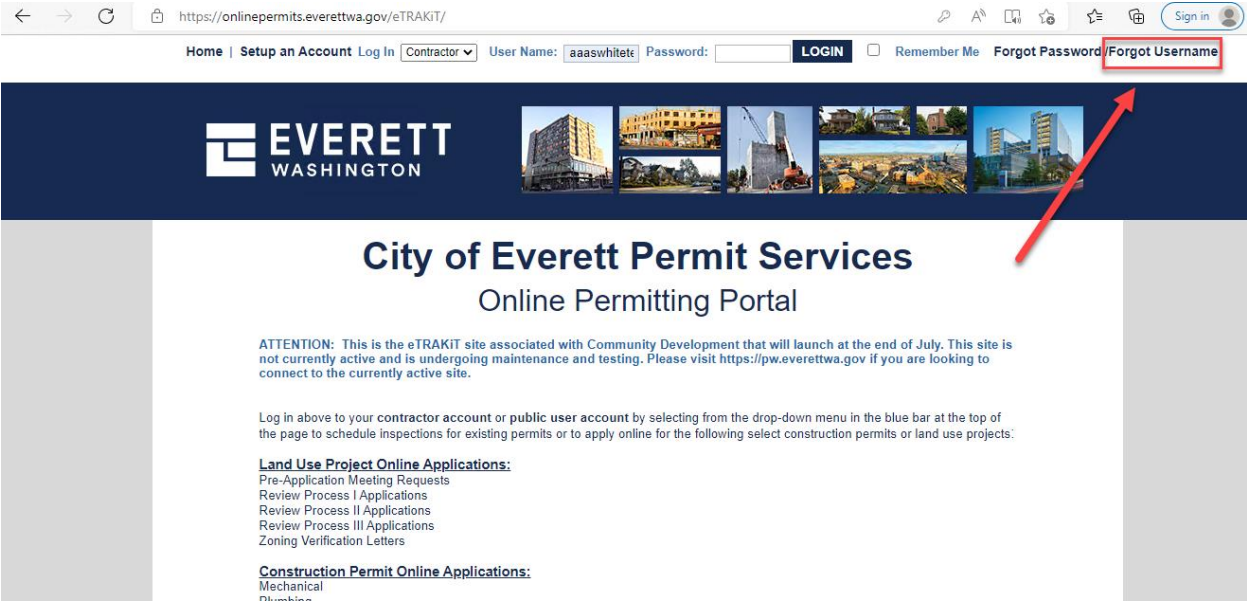 https://onlinepermits.everettwa.gov/eTRAKiT/
Sign in
Home | Setup an Account Log In Contractor User Name: aaaswhitete Password: LOGIN Remember Me Forgot Password/Forgot Username
EVERETT
WASHINGTON
City of Everett Permit Services
Online Permitting Portal
ATTENTION: This is the eTRAKiT site associated with Community Development that will launch at the end of July. This site is
not currently active and is undergoing maintenance and testing. Please visit https://pw.everettwa.gov if you are looking to
connect to the currently active site.
Log in above to your contractor account or public user account by selecting from the drop-down menu in the blue bar at the top of
the page to schedule inspections for existing permits or to apply online for the following select construction permits or land use projects:
Land Use Project Online Applications:
Pre-Application Meeting Requests
Review Process I Applications
Review Process II Applications
Review Process III Applications
Zoning Verification Letters
Construction Permit Online Applications:
Mechanical
Plumbing